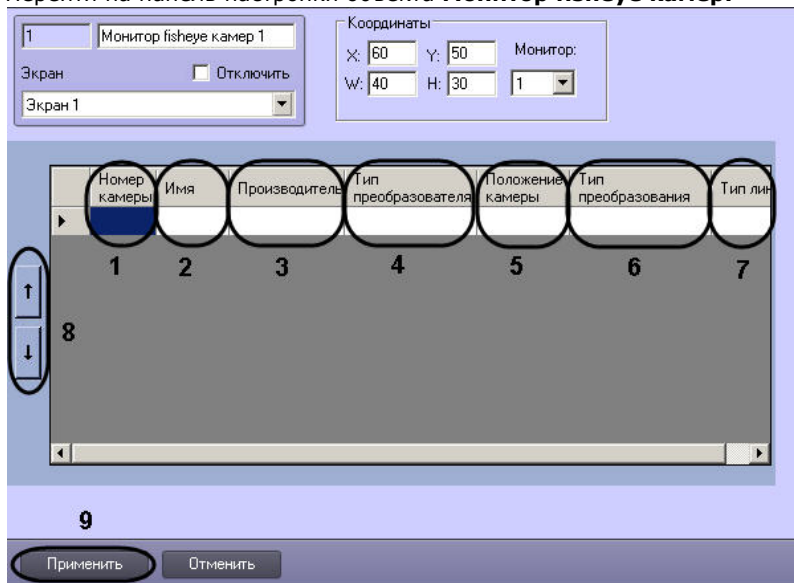 Перейти на панель настройки объекта Монитор fisheye камер.
1 Монитор fisheye камер 1
Экран Отключить
Экран 1
Координаты
X: 60 Y: 50 Монитор:
W: 40 H: 30 1
Номер камеры Имя Производитель Тип преобразователя Положение камеры Тип преобразования Тип лин
1 2 3 4 5 6 7
8
9
Применить Отменить